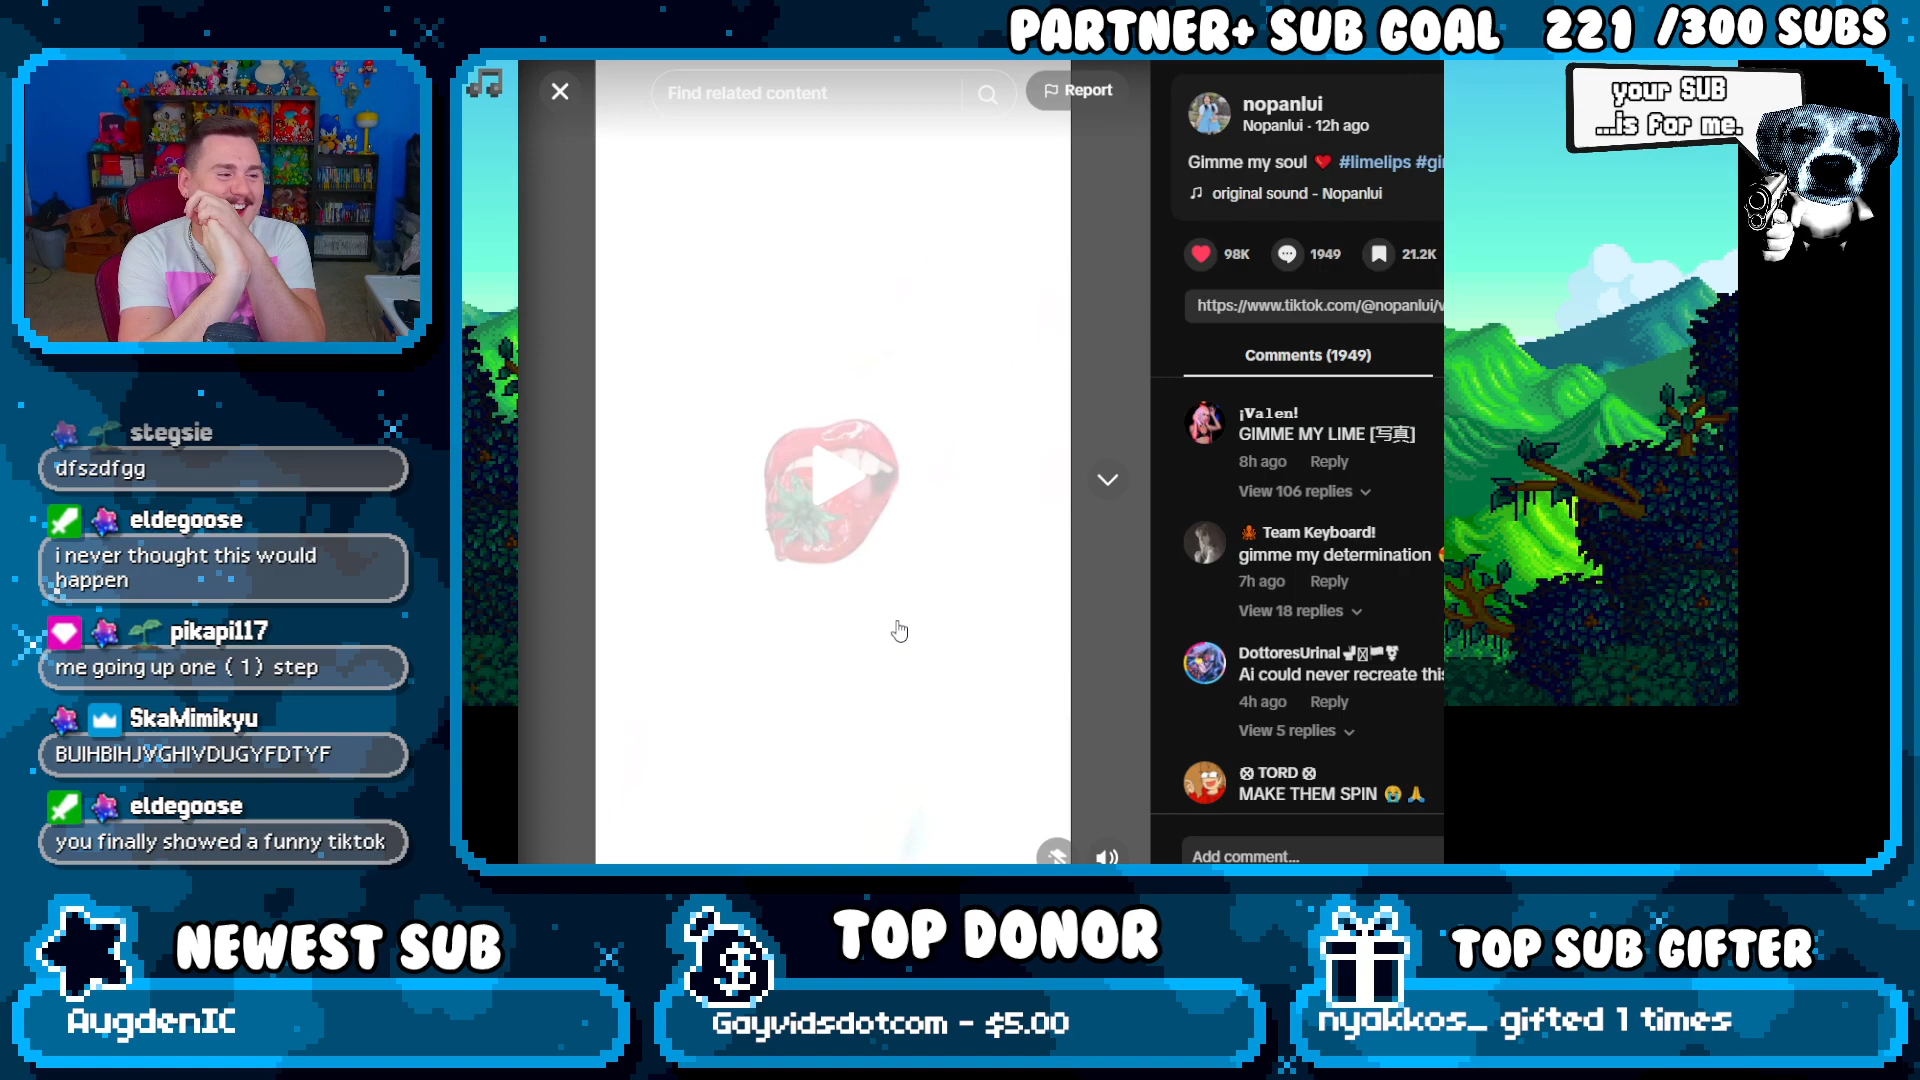 PARTNER+ SUB GOAL 221 /300 SUBS
your SUB
...is for me.
Find related content
Report
nopanlui
Nopanlui · 12h ago
Gimme my soul ❤️ #limelips #gi
original sound - Nopanlui
98K 1949 21.2K
https://www.tiktok.com/@nopanlui/v
Comments (1949)
¡Valen!
GIMME MY LIME [写真]
8h ago Reply
View 106 replies
Team Keyboard!
gimme my determination
7h ago Reply
View 18 replies
DottoresUrinal
Ai could never recreate this
4h ago Reply
View 5 replies
⊗ TORD ⊗
MAKE THEM SPIN 😭🙏
Add comment...
stegsie
dfszdfgg
eldegoose
i never thought this would
happen
pikapi117
me going up one (1) step
SkaMimikyu
BUIHBIHJVGHIVDUGYFDTYF
eldegoose
you finally showed a funny tiktok
NEWEST SUB
AugdenIC
TOP DONOR
Gayvidsdotcom - $5.00
TOP SUB GIFTER
nyakkos_ gifted 1 times